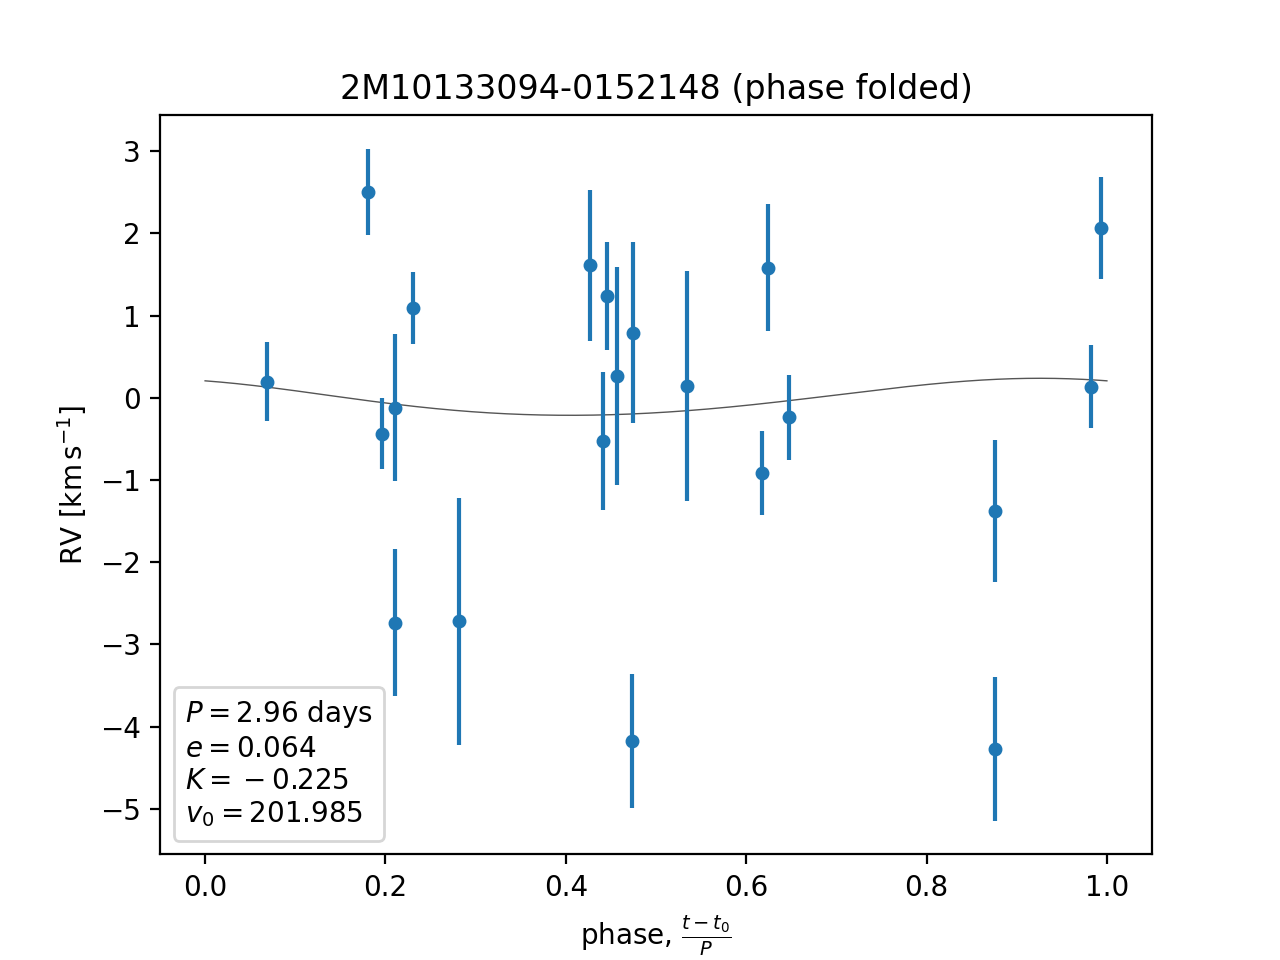 2M10133094-0152148 (phase folded)
RV [km s⁻¹]
3
2
1
0
−1
−2
−3
−4
−5
P = 2.96 days
e = 0.064
K = −0.225
v₀ = 201.985
0.0 0.2 0.4 0.6 0.8 1.0
phase, (t − t₀)/P